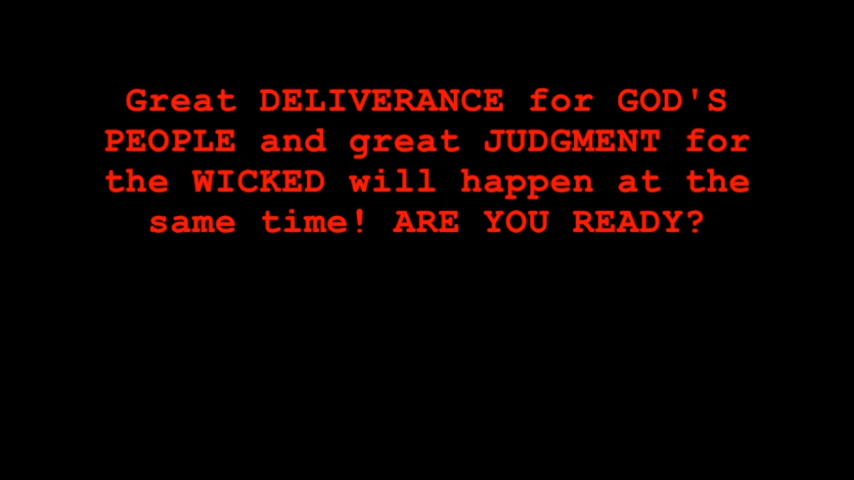 Great DELIVERANCE for GOD'S
PEOPLE and great JUDGMENT for
the WICKED will happen at the
same time! ARE YOU READY?